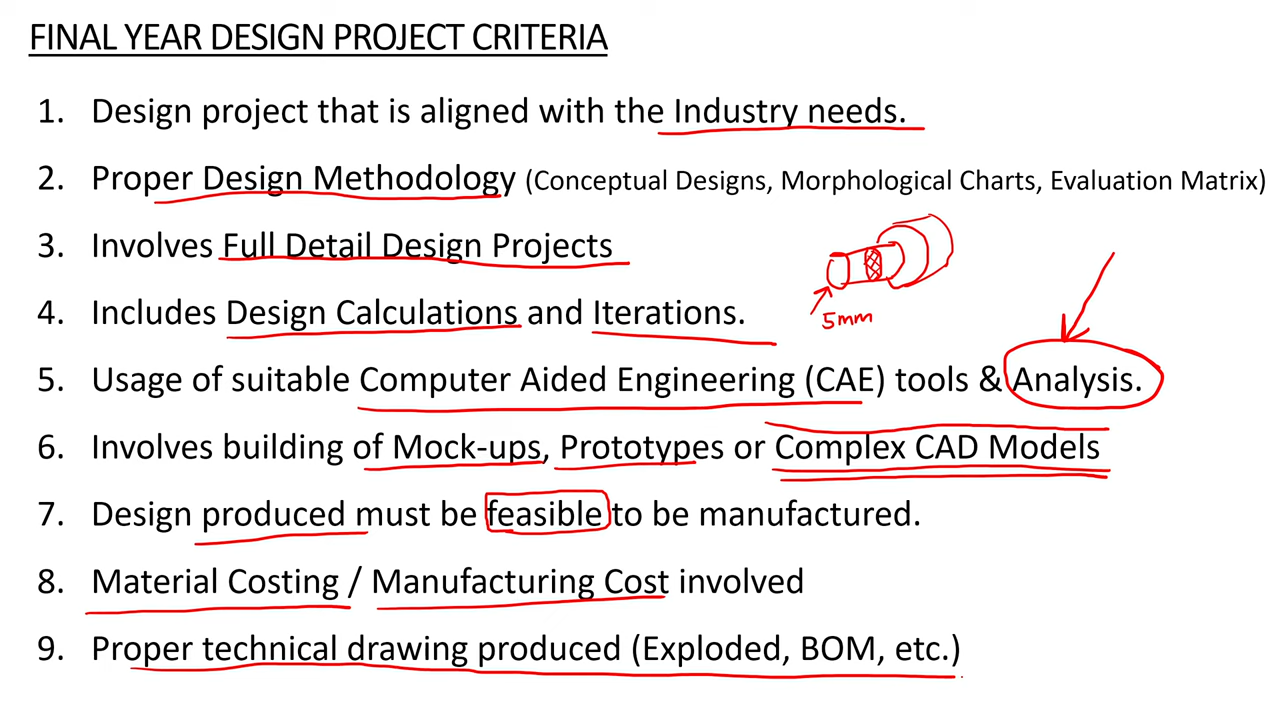 FINAL YEAR DESIGN PROJECT CRITERIA
1. Design project that is aligned with the Industry needs.
2. Proper Design Methodology (Conceptual Designs, Morphological Charts, Evaluation Matrix)
3. Involves Full Detail Design Projects
4. Includes Design Calculations and Iterations.
5mm
5. Usage of suitable Computer Aided Engineering (CAE) tools & Analysis.
6. Involves building of Mock-ups, Prototypes or Complex CAD Models
7. Design produced must be feasible to be manufactured.
8. Material Costing / Manufacturing Cost involved
9. Proper technical drawing produced (Exploded, BOM, etc.)